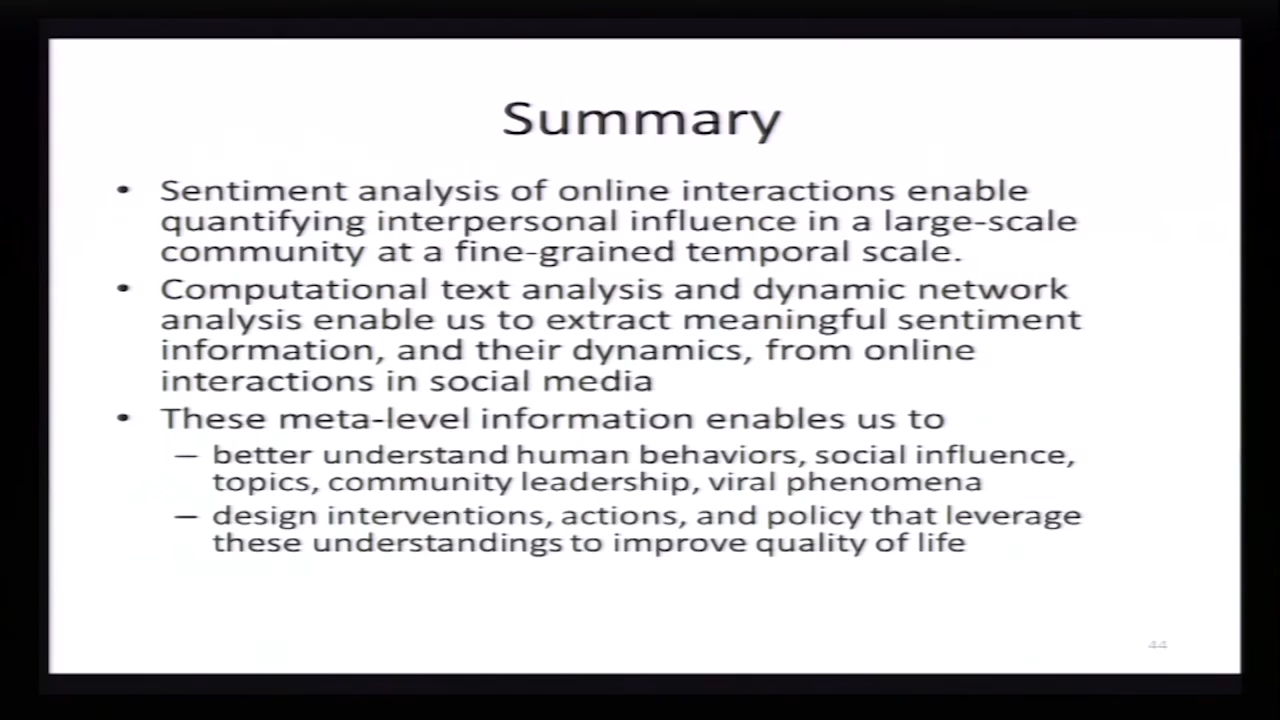 Summary
• Sentiment analysis of online interactions enable
quantifying interpersonal influence in a large-scale
community at a fine-grained temporal scale.
• Computational text analysis and dynamic network
analysis enable us to extract meaningful sentiment
information, and their dynamics, from online
interactions in social media
• These meta-level information enables us to
– better understand human behaviors, social influence,
topics, community leadership, viral phenomena
– design interventions, actions, and policy that leverage
these understandings to improve quality of life
44